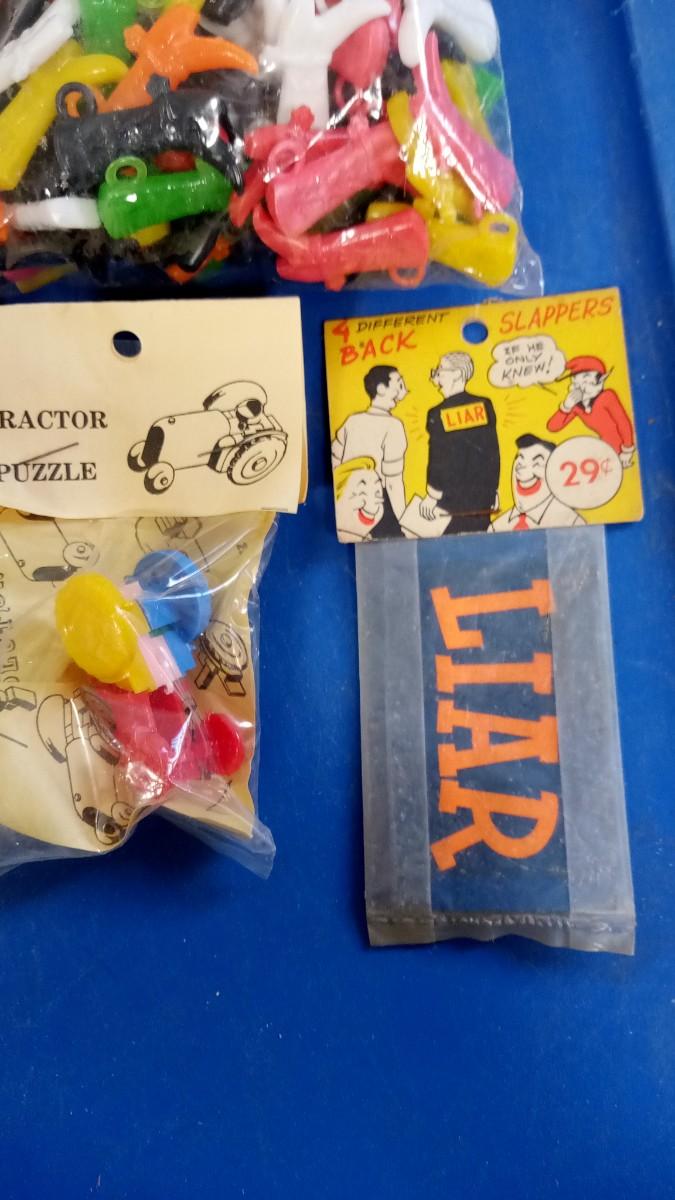 RACTOR
PUZZLE
4 DIFFERENT
BACK
SLAPPERS
IF HE
ONLY
KNEW!
LIAR
29¢
LIAR